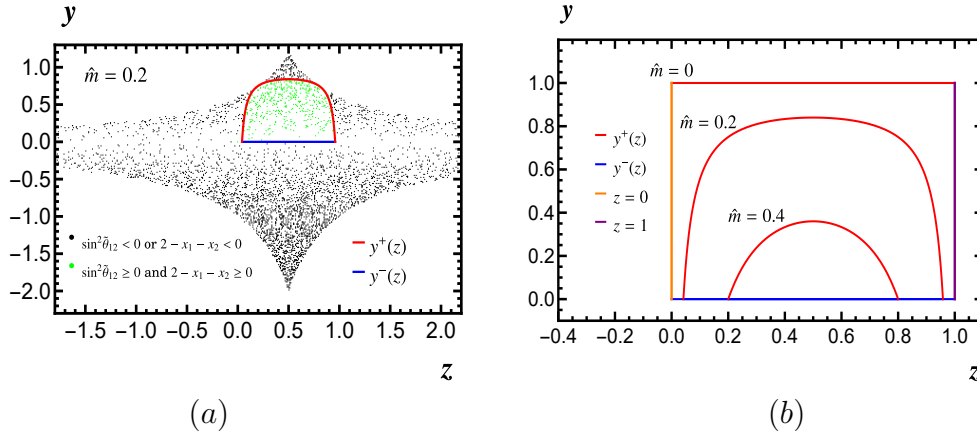 y
m̂ = 0.2
1.0
0.5
0.0
−0.5
−1.0
−1.5
−2.0
sin²θ̃₁₂ < 0 or 2 − x₁ − x₂ < 0
sin²θ̃₁₂ ≥ 0 and 2 − x₁ − x₂ ≥ 0
y⁺(z)
y⁻(z)
−1.5 −1.0 −0.5 0.0 0.5 1.0 1.5 2.0
z
(a)
y
1.0
0.8
0.6
0.4
0.2
0.0
m̂ = 0
m̂ = 0.2
m̂ = 0.4
y⁺(z)
y⁻(z)
z = 0
z = 1
−0.4 −0.2 0.0 0.2 0.4 0.6 0.8 1.0
z
(b)